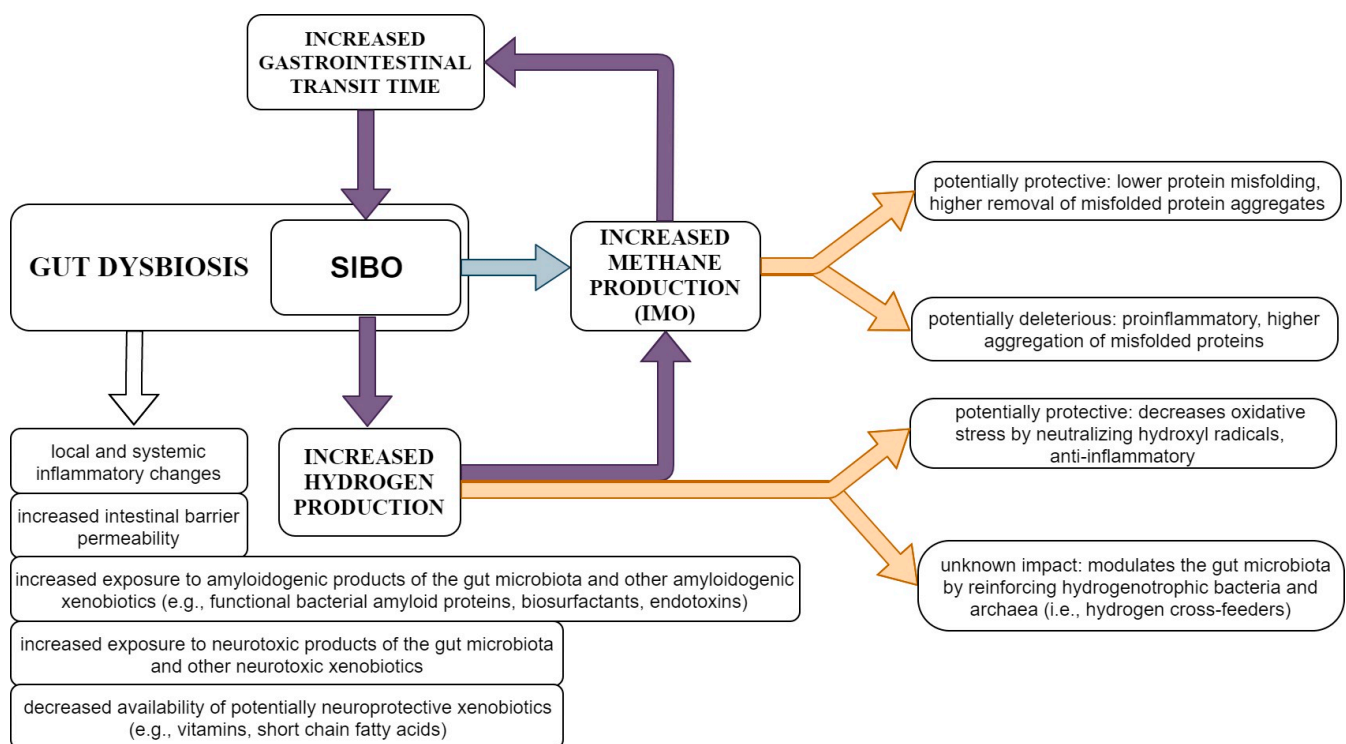 INCREASED
GASTROINTESTINAL
TRANSIT TIME
GUT DYSBIOSIS
SIBO
INCREASED
METHANE
PRODUCTION
(IMO)
potentially protective: lower protein misfolding,
higher removal of misfolded protein aggregates
potentially deleterious: proinflammatory, higher
aggregation of misfolded proteins
INCREASED
HYDROGEN
PRODUCTION
potentially protective: decreases oxidative
stress by neutralizing hydroxyl radicals,
anti-inflammatory
unknown impact: modulates the gut microbiota
by reinforcing hydrogenotrophic bacteria and
archaea (i.e., hydrogen cross-feeders)
local and systemic
inflammatory changes
increased intestinal barrier
permeability
increased exposure to amyloidogenic products of the gut microbiota and other amyloidogenic
xenobiotics (e.g., functional bacterial amyloid proteins, biosurfactants, endotoxins)
increased exposure to neurotoxic products of the gut microbiota
and other neurotoxic xenobiotics
decreased availability of potentially neuroprotective xenobiotics
(e.g., vitamins, short chain fatty acids)